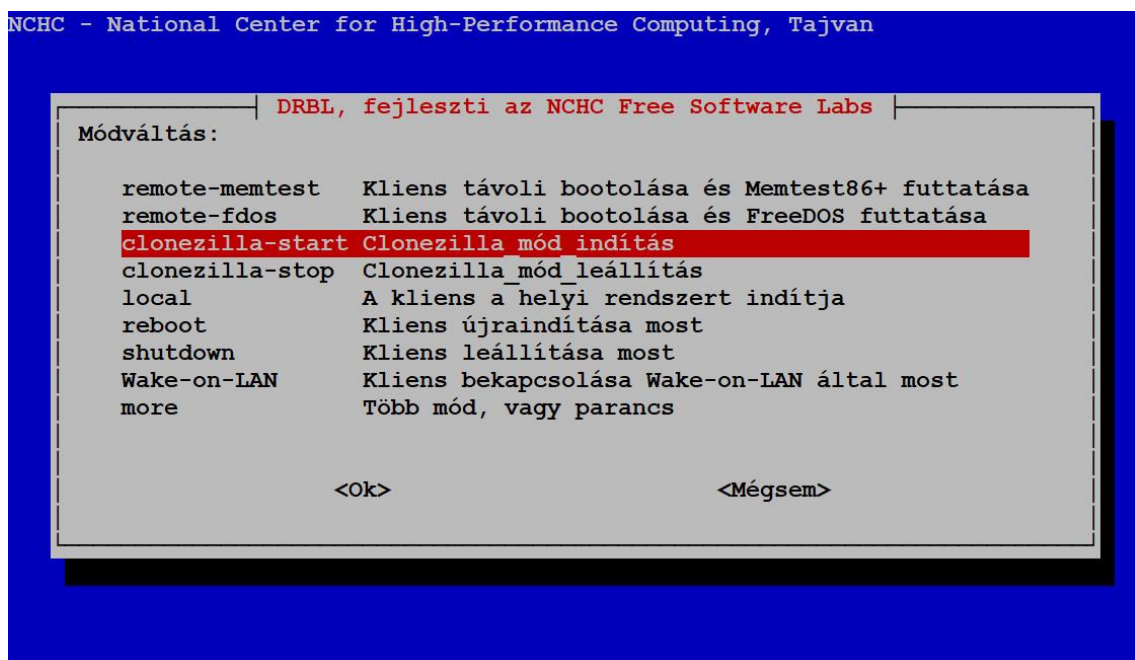 NCHC - National Center for High-Performance Computing, Tajvan
DRBL, fejleszti az NCHC Free Software Labs
Módváltás:
remote-memtest Kliens távoli bootolása és Memtest86+ futtatása
remote-fdos Kliens távoli bootolása és FreeDOS futtatása
clonezilla-start Clonezilla_mód_indítás
clonezilla-stop Clonezilla_mód_leállítás
local A kliens a helyi rendszert indítja
reboot Kliens újraindítása most
shutdown Kliens leállítása most
Wake-on-LAN Kliens bekapcsolása Wake-on-LAN által most
more Több mód, vagy parancs
<Ok> <Mégsem>